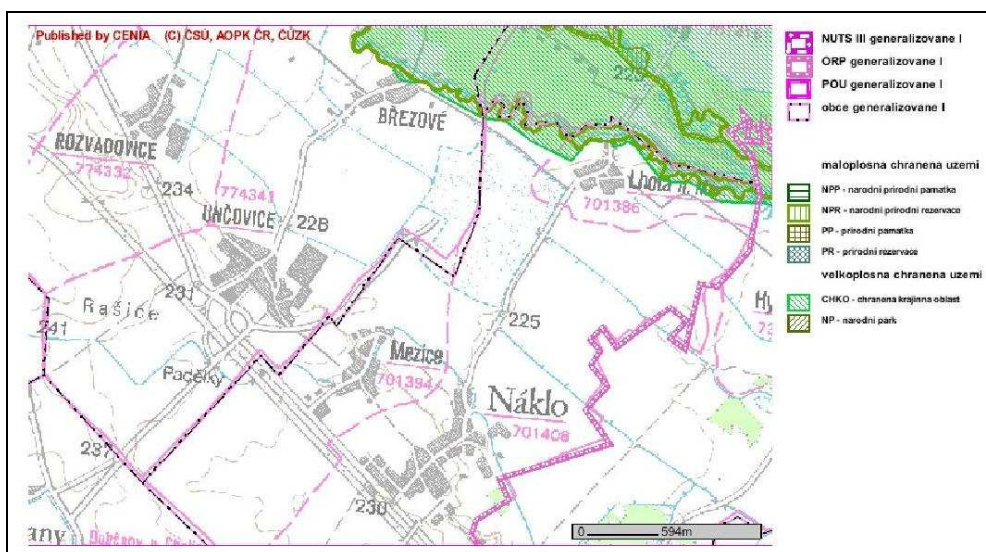 Published by CENIA (C) ČSÚ, AOPK ČR, ČÚZK
BŘEZOVÉ
229
ROZVADOVICE
774332
234
774341
UNČOVICE
228
Lhota n.
701386
231
Rašice
241
225
Pačelky
Mezice
701394
Náklo
701408
237
230
any
0 594m
NUTS III generalizovane I
ORP generalizovane I
POU generalizovane I
obce generalizovane I
maloplosna chranena uzemi
NPP - narodni prirodni pamatka
NPR - narodni prirodni rezervace
PP - prirodni pamatka
PR - prirodni rezervace
velkoplosna chranena uzemi
CHKO - chranena krajinna oblast
NP - narodni park